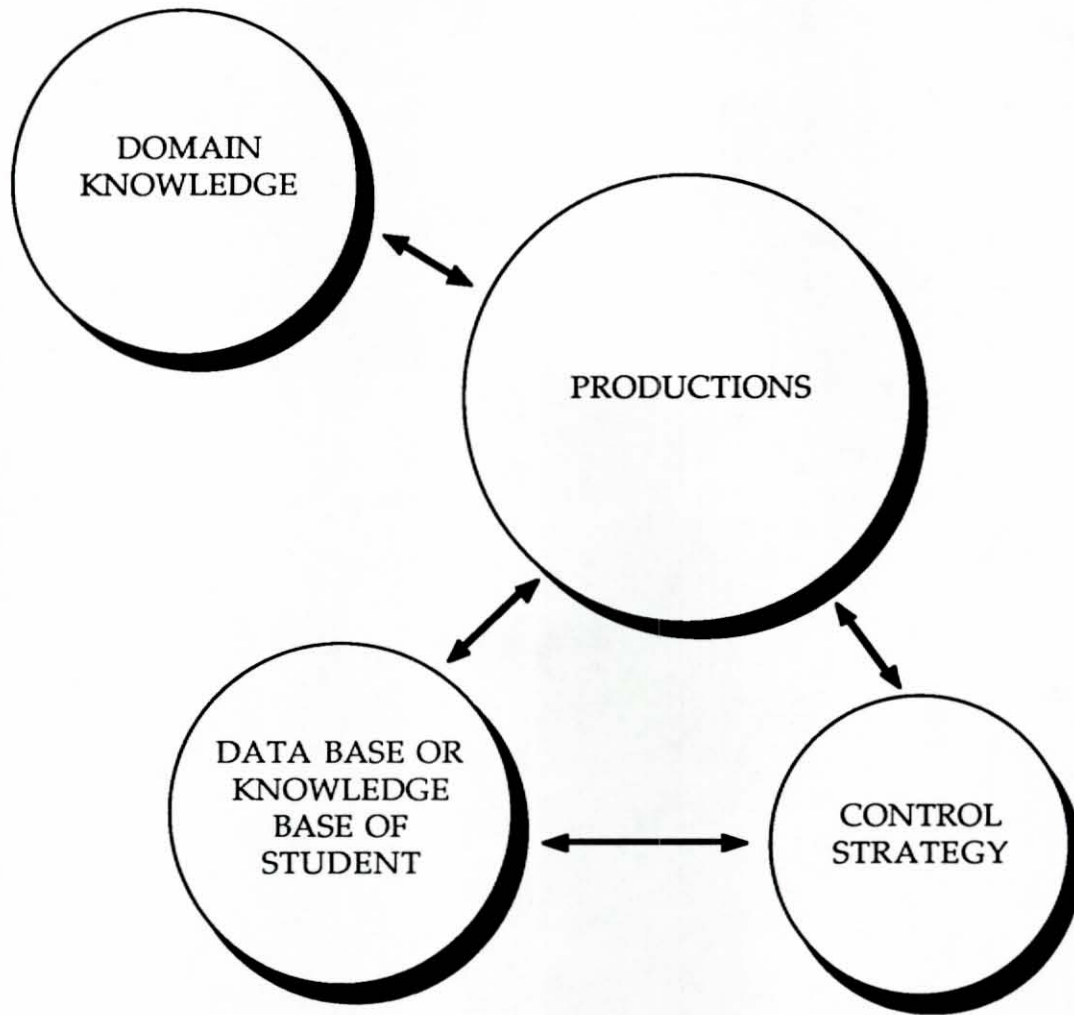 DOMAIN
KNOWLEDGE
PRODUCTIONS
DATA BASE OR
KNOWLEDGE
BASE OF
STUDENT
CONTROL
STRATEGY